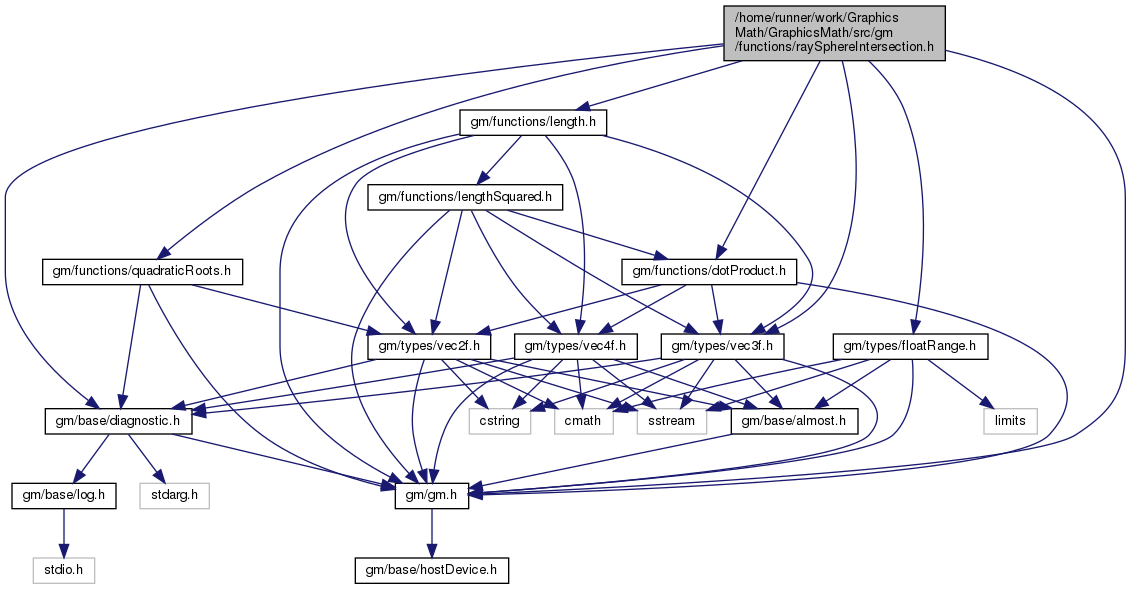 /home/runner/work/Graphics
Math/GraphicsMath/src/gm
/functions/raySphereIntersection.h
gm/functions/length.h
gm/functions/lengthSquared.h
gm/functions/quadraticRoots.h
gm/functions/dotProduct.h
gm/types/vec2f.h
gm/types/vec4f.h
gm/types/vec3f.h
gm/types/floatRange.h
gm/base/diagnostic.h
cstring
cmath
sstream
gm/base/almost.h
limits
gm/base/log.h
stdarg.h
gm/gm.h
stdio.h
gm/base/hostDevice.h